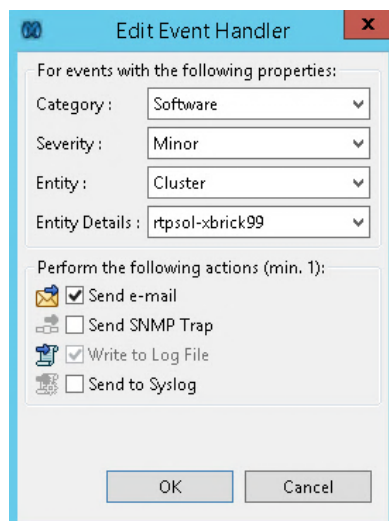 Edit Event Handler
x
For events with the following properties:
Category : Software
Severity : Minor
Entity : Cluster
Entity Details : rtpsol-xbrick99
Perform the following actions (min. 1):
Send e-mail
Send SNMP Trap
Write to Log File
Send to Syslog
OK Cancel